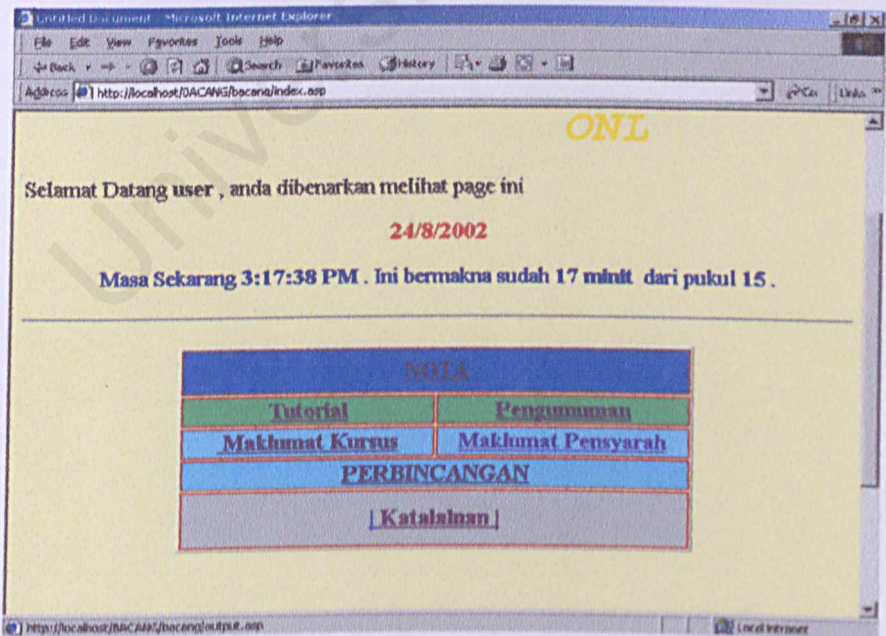 Untitled Document - Microsoft Internet Explorer
File Edit View Favorites Tools Help
Back Search Favorites History
Address http://localhost/DACANG/bacang/index.asp Go Links »
ONL
Selamat Datang user , anda dibenarkan melihat page ini
24/8/2002
Masa Sekarang 3:17:38 PM . Ini bermakna sudah 17 minit dari pukul 15 .
NOTA
Tutorial Pengumuman
Maklumat Kursus Maklumat Pensyarah
PERBINCANGAN
| Katalaluan |
http://localhost/BACANG/bacang/output.asp Local intranet